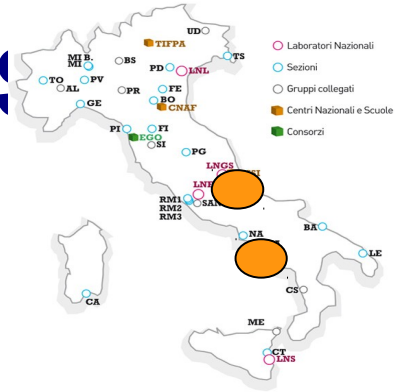 UD
TIFPA
Laboratori Nazionali
MI B.
MI
BS
PD
LNL
TS
Sezioni
TO
AL
PV
PR
FE
BO
CNAF
Gruppi collegati
GE
Centri Nazionali e Scuole
PI
EGO
FI
SI
Consorzi
PG
LNGS
RM1
RM2
RM3
NA
BA
LE
CS
CA
ME
CT
LNS